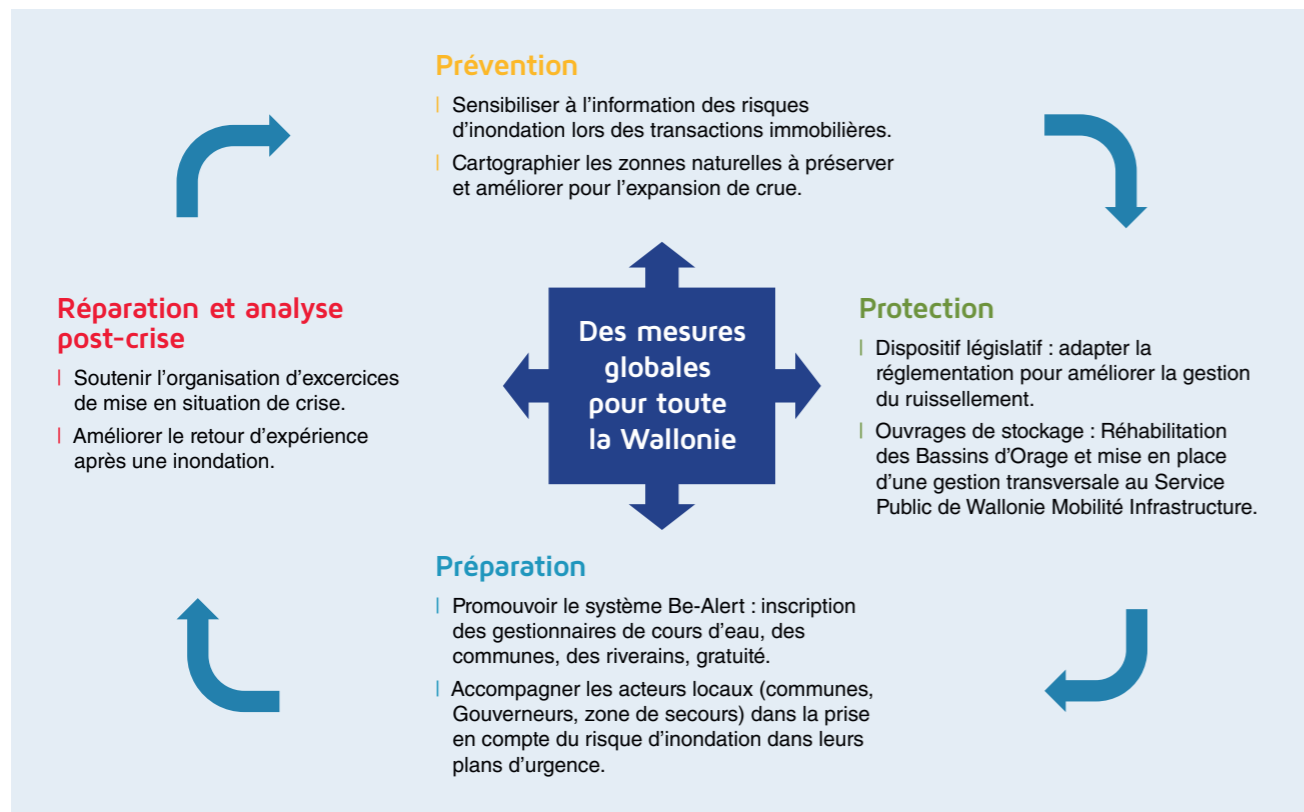 Prévention
| Sensibiliser à l'information des risques
d'inondation lors des transactions immobilières.
| Cartographier les zonnes naturelles à préserver
et améliorer pour l'expansion de crue.
Réparation et analyse
post-crise
| Soutenir l'organisation d'excercices
de mise en situation de crise.
| Améliorer le retour d'expérience
après une inondation.
Des mesures
globales
pour toute
la Wallonie
Protection
| Dispositif législatif : adapter la
réglementation pour améliorer la gestion
du ruissellement.
| Ouvrages de stockage : Réhabilitation
des Bassins d'Orage et mise en place
d'une gestion transversale au Service
Public de Wallonie Mobilité Infrastructure.
Préparation
| Promouvoir le système Be-Alert : inscription
des gestionnaires de cours d'eau, des
communes, des riverains, gratuité.
| Accompagner les acteurs locaux (communes,
Gouverneurs, zone de secours) dans la prise
en compte du risque d'inondation dans leurs
plans d'urgence.